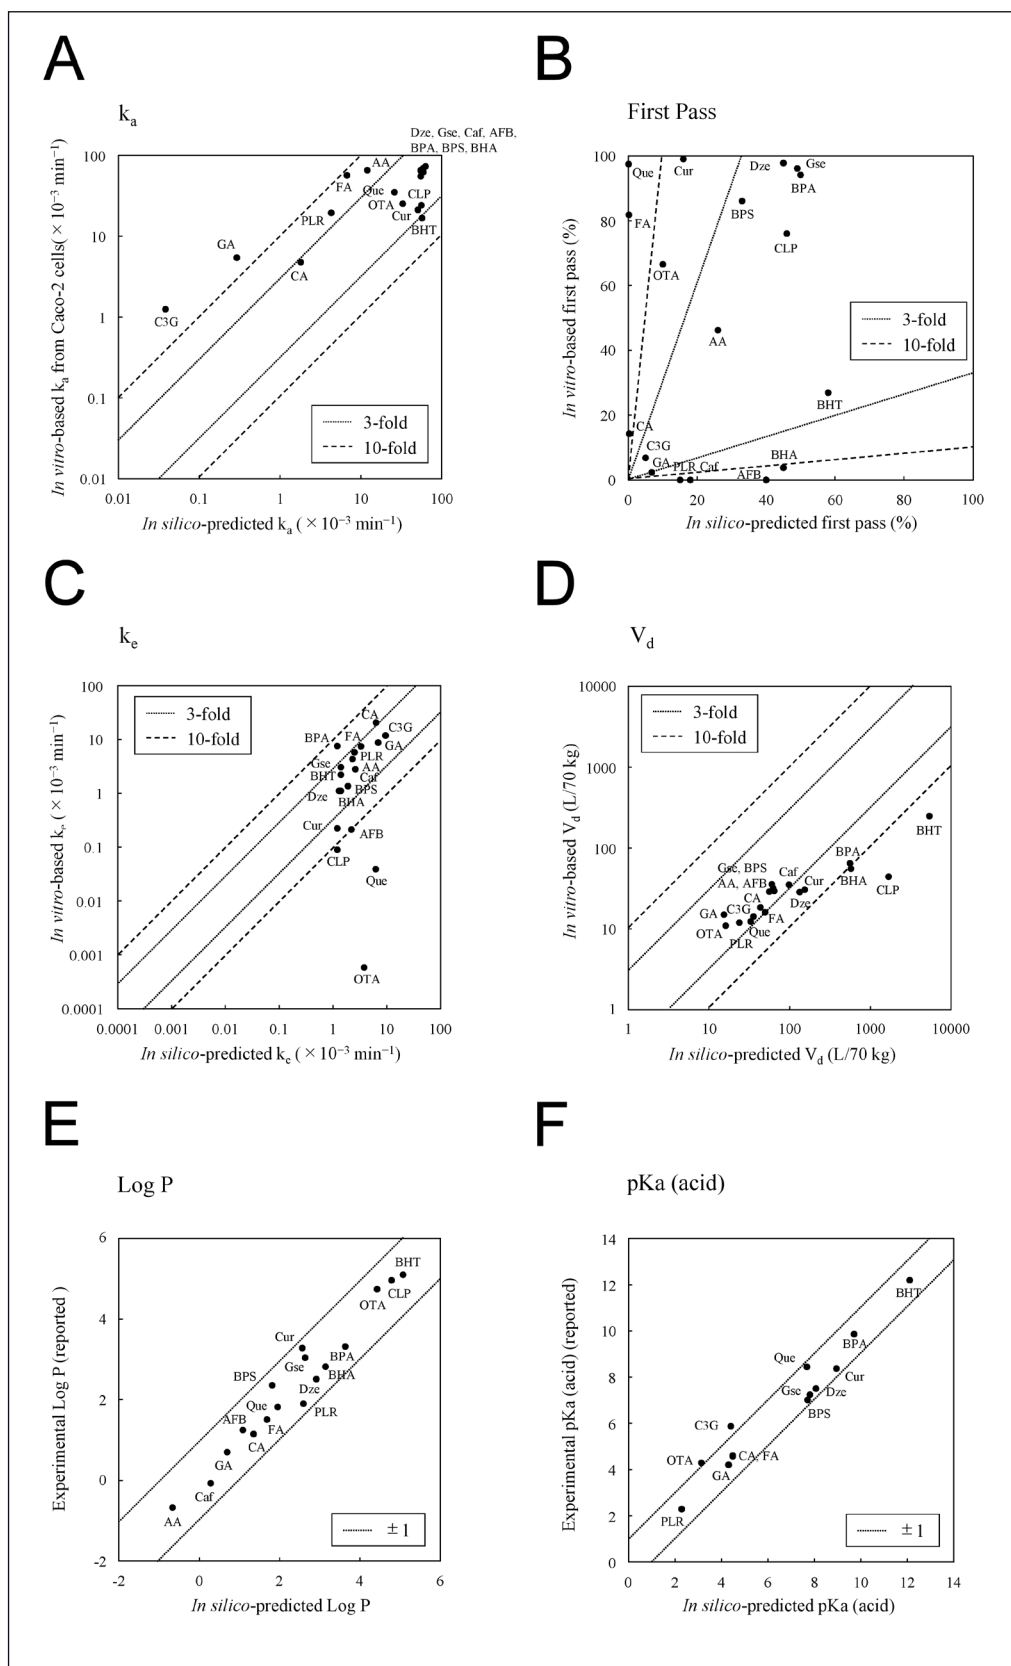 A
k_a
Dze, Gse, Caf, AFB,
BPA, BPS, BHA
AA
FA
Que
CLP
OTA
Cur
BHT
PLR
GA
CA
C3G
100
10
1
0.1
0.01
3-fold
10-fold
0.01
0.1
1
10
100
In vitro-based k_a from Caco-2 cells(×10⁻³ min⁻¹)
In silico-predicted k_a (×10⁻³ min⁻¹)
B
First Pass
Que
Cur
Dze
Gse
BPA
BPS
FA
CLP
OTA
AA
BHT
CA
C3G
GA
PLR
Caf
BHA
AFB
100
80
60
40
20
0
3-fold
10-fold
0
20
40
60
80
100
In vitro-based first pass (%)
In silico-predicted first pass (%)
C
k_e
3-fold
10-fold
CA
C3G
BPA
FA
GA
PLR
Gse
AA
BHT
Caf
BPS
Dze
BHA
Cur
AFB
CLP
Que
OTA
100
10
1
0.1
0.01
0.001
0.0001
0.0001
0.001
0.01
0.1
1
10
100
In vitro-based k_e (×10⁻³ min⁻¹)
In silico-predicted k_e (×10⁻³ min⁻¹)
D
V_d
3-fold
10-fold
BHT
BPA
BHA
CLP
Gse, BPS
Caf
AA, AFB
Cur
CA
Dze
GA
C3G
FA
OTA
Que
PLR
10000
1000
100
10
1
1
10
100
1000
10000
In vitro-based V_d (L/70 kg)
In silico-predicted V_d (L/70 kg)
E
Log P
BHT
CLP
OTA
Cur
BPA
Gse
BHA
BPS
Dze
Que
PLR
AFB
FA
CA
GA
Caf
AA
6
4
2
0
-2
±1
-2
0
2
4
6
Experimental Log P (reported )
In silico-predicted Log P
F
pKa (acid)
BHT
BPA
Que
Cur
Gse
Dze
BPS
C3G
OTA
CA, FA
GA
PLR
14
12
10
8
6
4
2
0
±1
0
2
4
6
8
10
12
14
Experimental pKa (acid) (reported)
In silico-predicted pKa (acid)